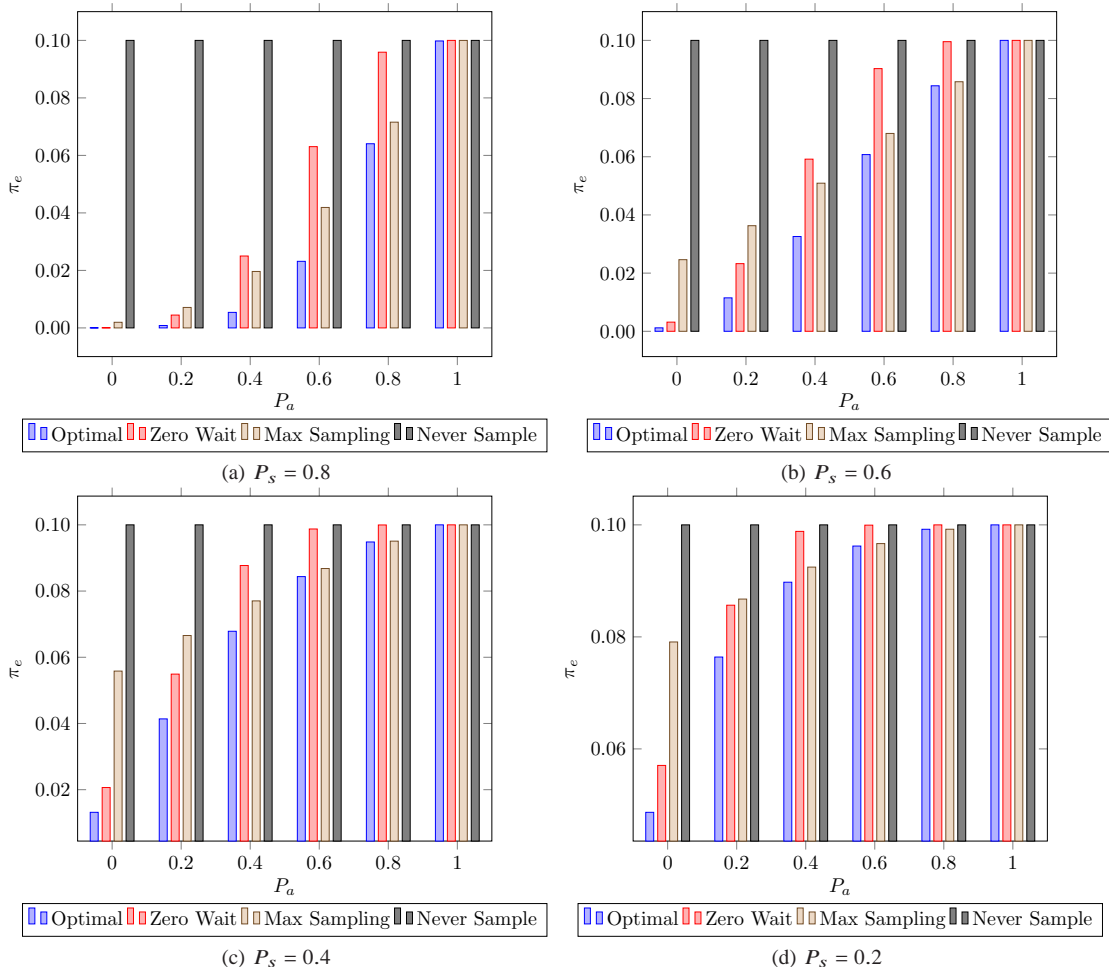 0.10
0.08
0.06
0.04
0.02
0.00
π_e
0 0.2 0.4 0.6 0.8 1
P_a
Optimal Zero Wait Max Sampling Never Sample
(a) P_s = 0.8
0.10
0.08
0.06
0.04
0.02
0.00
π_e
0 0.2 0.4 0.6 0.8 1
P_a
Optimal Zero Wait Max Sampling Never Sample
(b) P_s = 0.6
0.10
0.08
0.06
0.04
0.02
π_e
0 0.2 0.4 0.6 0.8 1
P_a
Optimal Zero Wait Max Sampling Never Sample
(c) P_s = 0.4
0.10
0.08
0.06
π_e
0 0.2 0.4 0.6 0.8 1
P_a
Optimal Zero Wait Max Sampling Never Sample
(d) P_s = 0.2